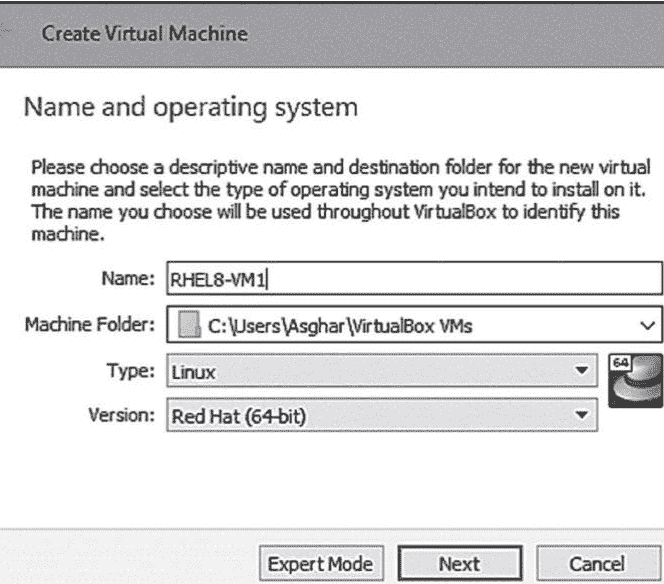 Create Virtual Machine
Name and operating system
Please choose a descriptive name and destination folder for the new virtual
machine and select the type of operating system you intend to install on it.
The name you choose will be used throughout VirtualBox to identify this
machine.
Name: RHEL8-VM1
Machine Folder: C:\Users\Asghar\VirtualBox VMs
Type: Linux
64
Version: Red Hat (64-bit)
Expert Mode Next Cancel